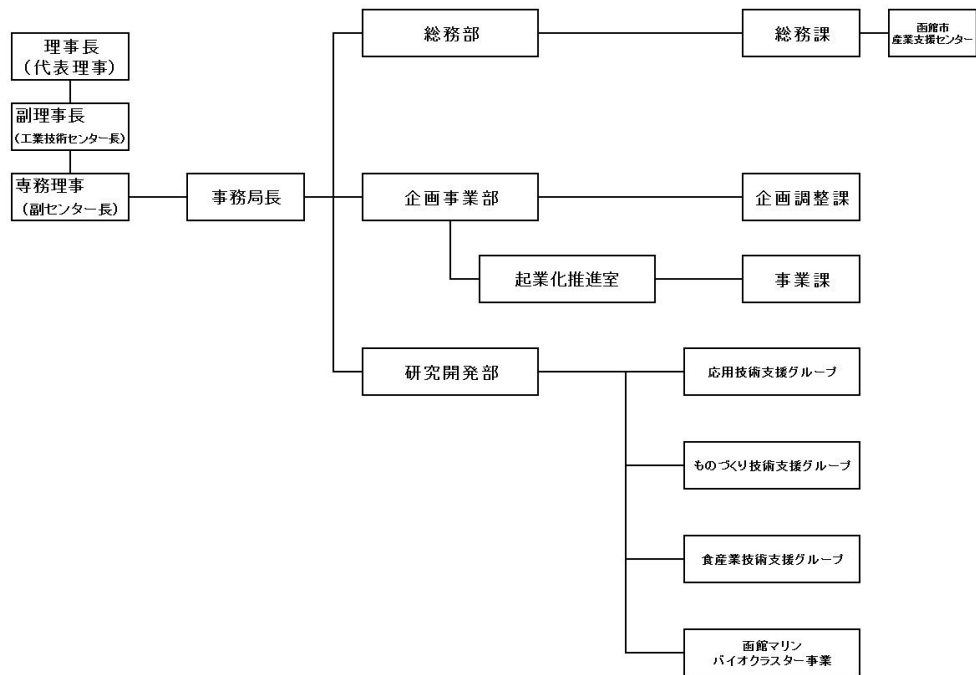 理事長
(代表理事)
副理事長
(工業技術センター長)
専務理事
(副センター長)
事務局長
総務部
総務課
函館市
産業支援センター
企画事業部
企画調整課
起業化推進室
事業課
研究開発部
応用技術支援グループ
ものづくり技術支援グループ
食産業技術支援グループ
函館マリン
バイオクラスター事業